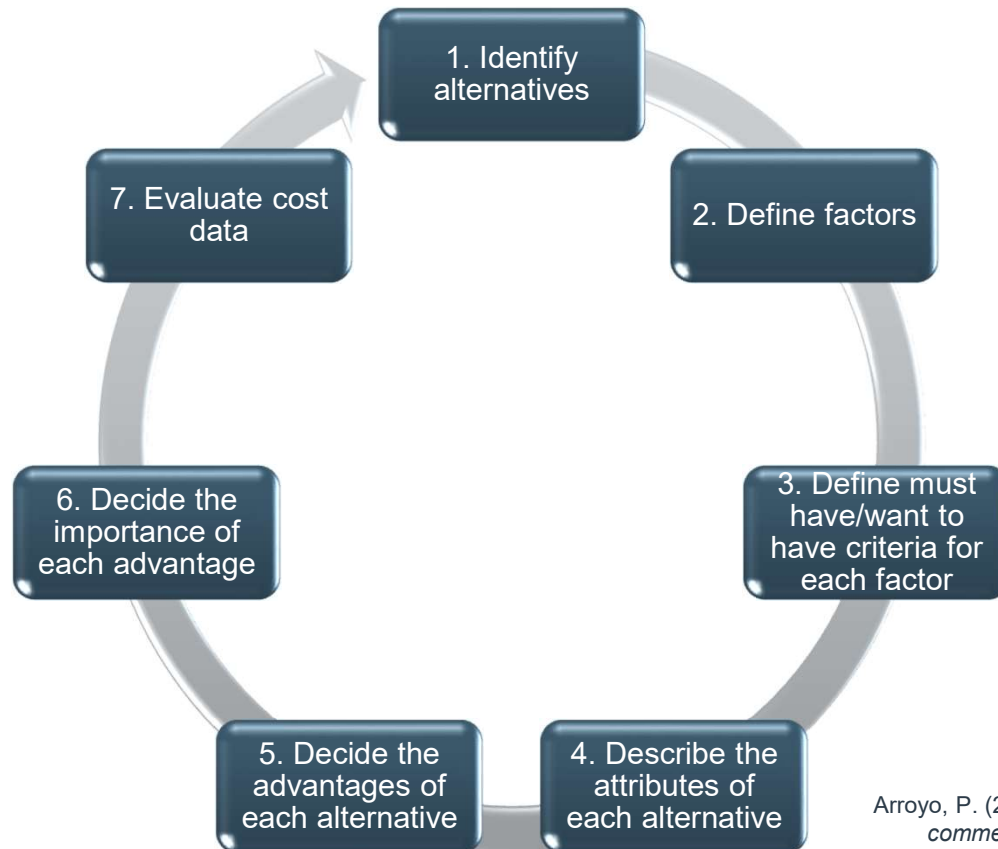 1. Identify
alternatives
2. Define factors
3. Define must
have/want to
have criteria for
each factor
4. Describe the
attributes of
each alternative
5. Decide the
advantages of
each alternative
6. Decide the
importance of
each advantage
7. Evaluate cost
data
Arroyo, P. (2
comme